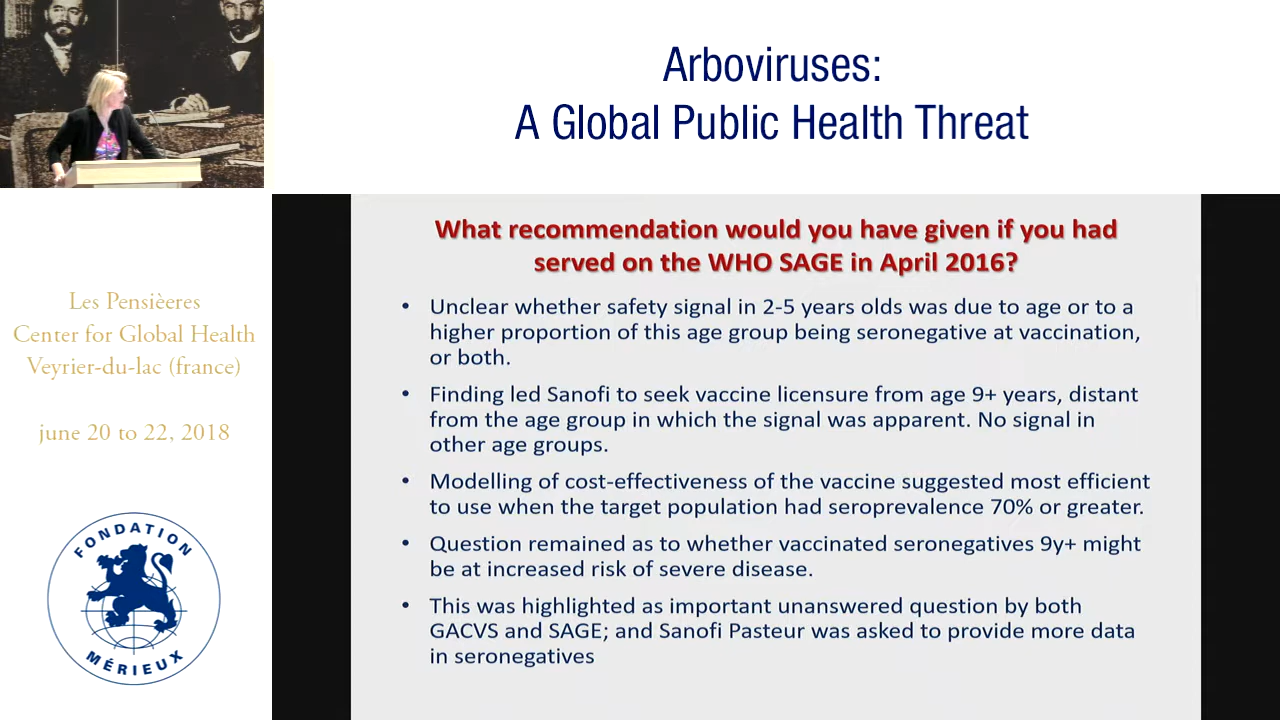 Arboviruses:
A Global Public Health Threat
Les Pensièeres
Center for Global Health
Veyrier-du-lac (france)
june 20 to 22, 2018
FONDATION
MÉRIEUX
What recommendation would you have given if you had
served on the WHO SAGE in April 2016?
• Unclear whether safety signal in 2-5 years olds was due to age or to a
higher proportion of this age group being seronegative at vaccination,
or both.
• Finding led Sanofi to seek vaccine licensure from age 9+ years, distant
from the age group in which the signal was apparent. No signal in
other age groups.
• Modelling of cost-effectiveness of the vaccine suggested most efficient
to use when the target population had seroprevalence 70% or greater.
• Question remained as to whether vaccinated seronegatives 9y+ might
be at increased risk of severe disease.
• This was highlighted as important unanswered question by both
GACVS and SAGE; and Sanofi Pasteur was asked to provide more data
in seronegatives